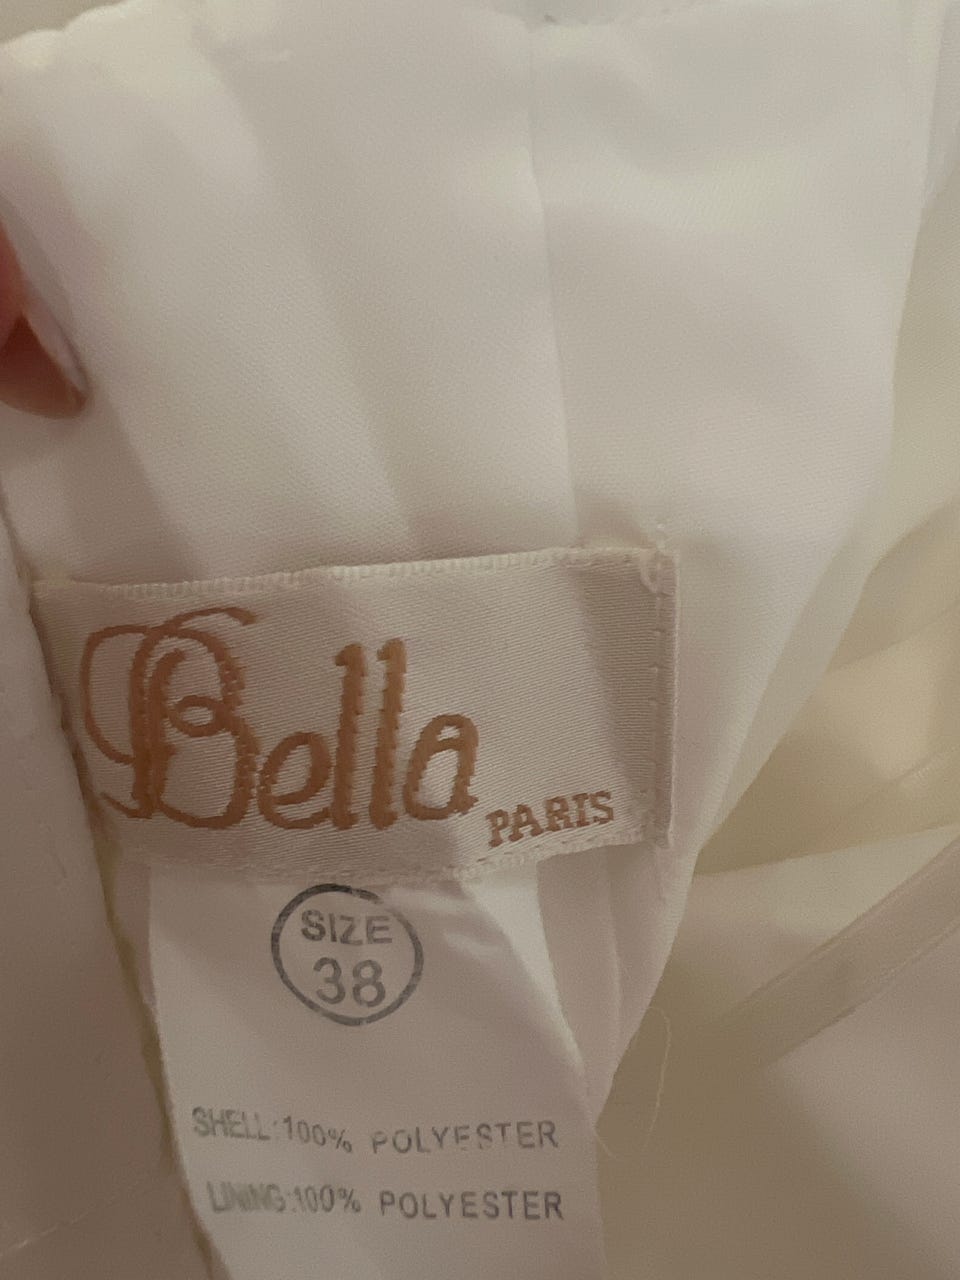 Bella
PARIS
SIZE
38
SHELL:100% POLYESTER
LINING:100% POLYESTER